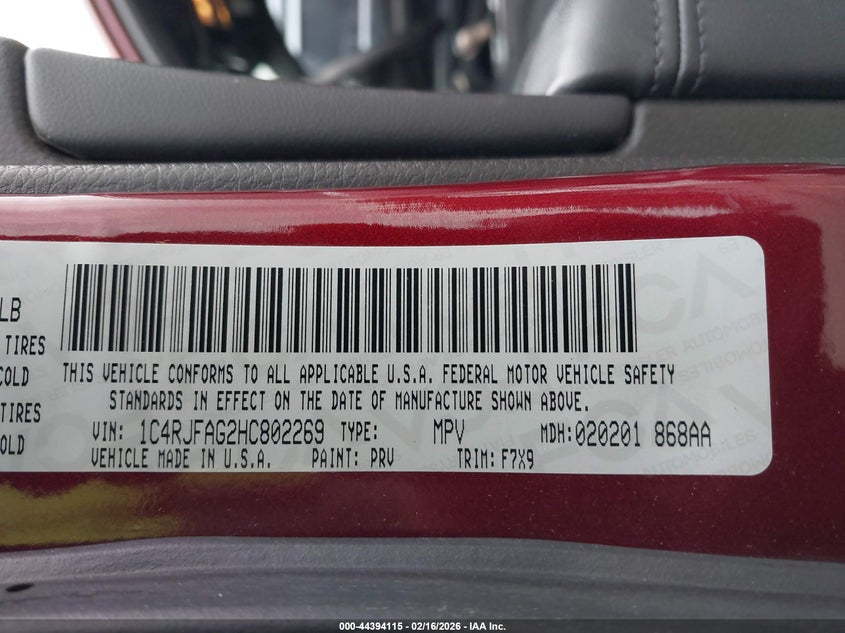 LB
TIRES
COLD
TIRES
COLD
THIS VEHICLE CONFORMS TO ALL APPLICABLE U.S.A. FEDERAL MOTOR VEHICLE SAFETY
STANDARDS IN EFFECT ON THE DATE OF MANUFACTURE SHOWN ABOVE.
VIN: 1C4RJFAG2HC802269 TYPE: MPV MDH:020201 868AA
VEHICLE MADE IN U.S.A. PAINT: PRV TRIM: F7X9
000-44394115 - 02/16/2026 - IAA Inc.